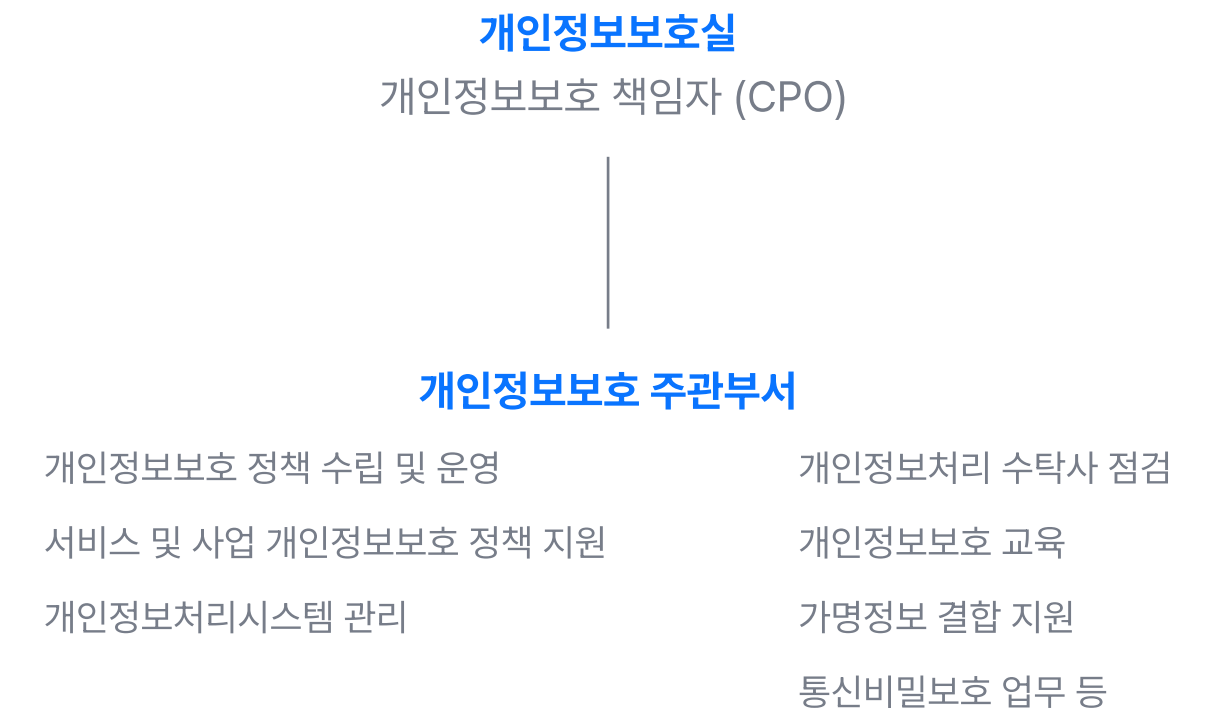 개인정보보호실
개인정보보호 책임자 (CPO)
개인정보보호 주관부서
개인정보보호 정책 수립 및 운영
서비스 및 사업 개인정보보호 정책 지원
개인정보처리시스템 관리
개인정보처리 수탁사 점검
개인정보보호 교육
가명정보 결합 지원
통신비밀보호 업무 등